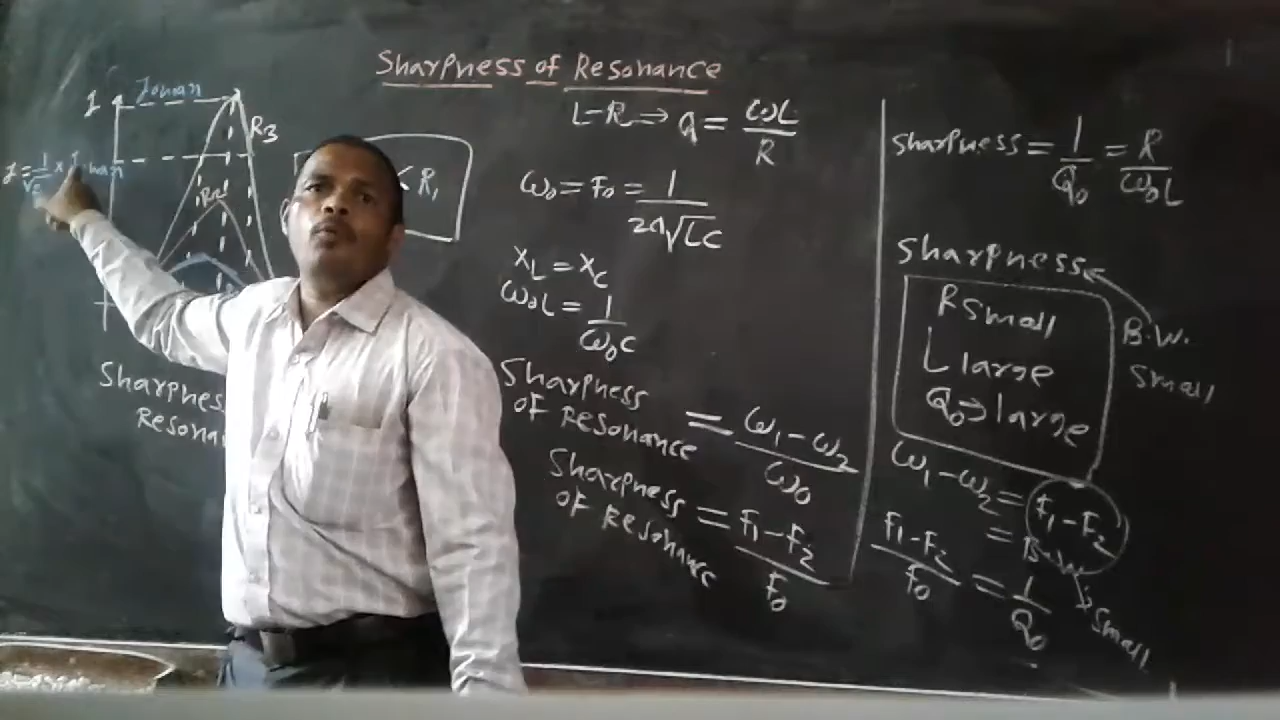 Sharpness of Resonance
I
R3
R2
< R₁
Sharpness
Resonan
L-R ⇒ Q = ωL/R
ω₀ = F₀ = 1/2π√LC
X_L = X_C
ω₀L = 1/ω₀C
Sharpness of Resonance = ω₁-ω₂/ω₀
Sharpness of Resonance = F₁-F₂/F₀
Sharpness = 1/Q₀ = R/ω₀L
Sharpness
B.W. small
R small
L large
Q₀→large
ω₁-ω₂ = F₁-F₂
= B.W
small
F₁-F₂/F₀ = 1/Q₀